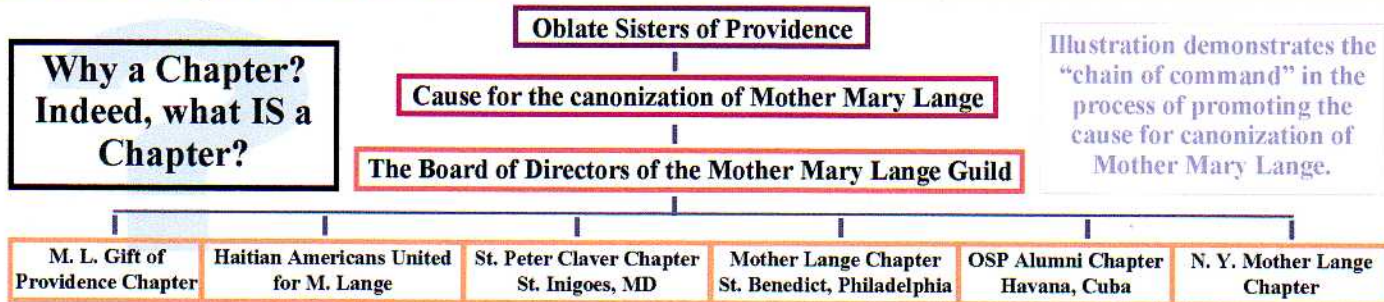 Why a Chapter?
Indeed, what IS a
Chapter?
Oblate Sisters of Providence
Cause for the canonization of Mother Mary Lange
The Board of Directors of the Mother Mary Lange Guild
Illustration demonstrates the
“chain of command” in the
process of promoting the
cause for canonization of
Mother Mary Lange.
M. L. Gift of
Providence Chapter
Haitian Americans United
for M. Lange
St. Peter Claver Chapter
St. Inigoes, MD
Mother Lange Chapter
St. Benedict, Philadelphia
OSP Alumni Chapter
Havana, Cuba
N. Y. Mother Lange
Chapter